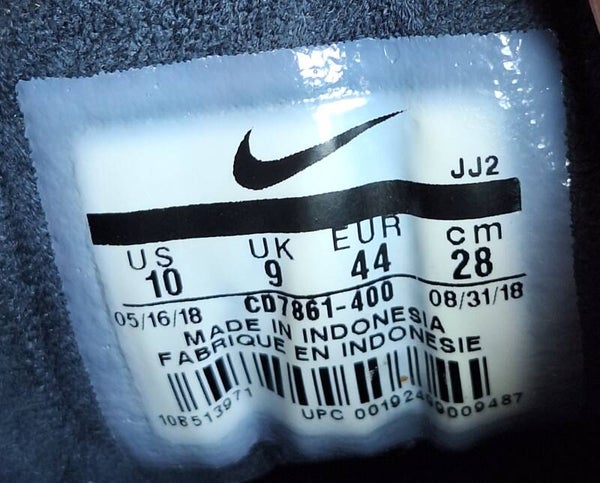 JJ2
US UK EUR cm
10 9 44 28
05/16/18 CD7861-400 08/31/18
MADE IN INDONESIA
FABRIQUE EN INDONESIE
108513971 UPC